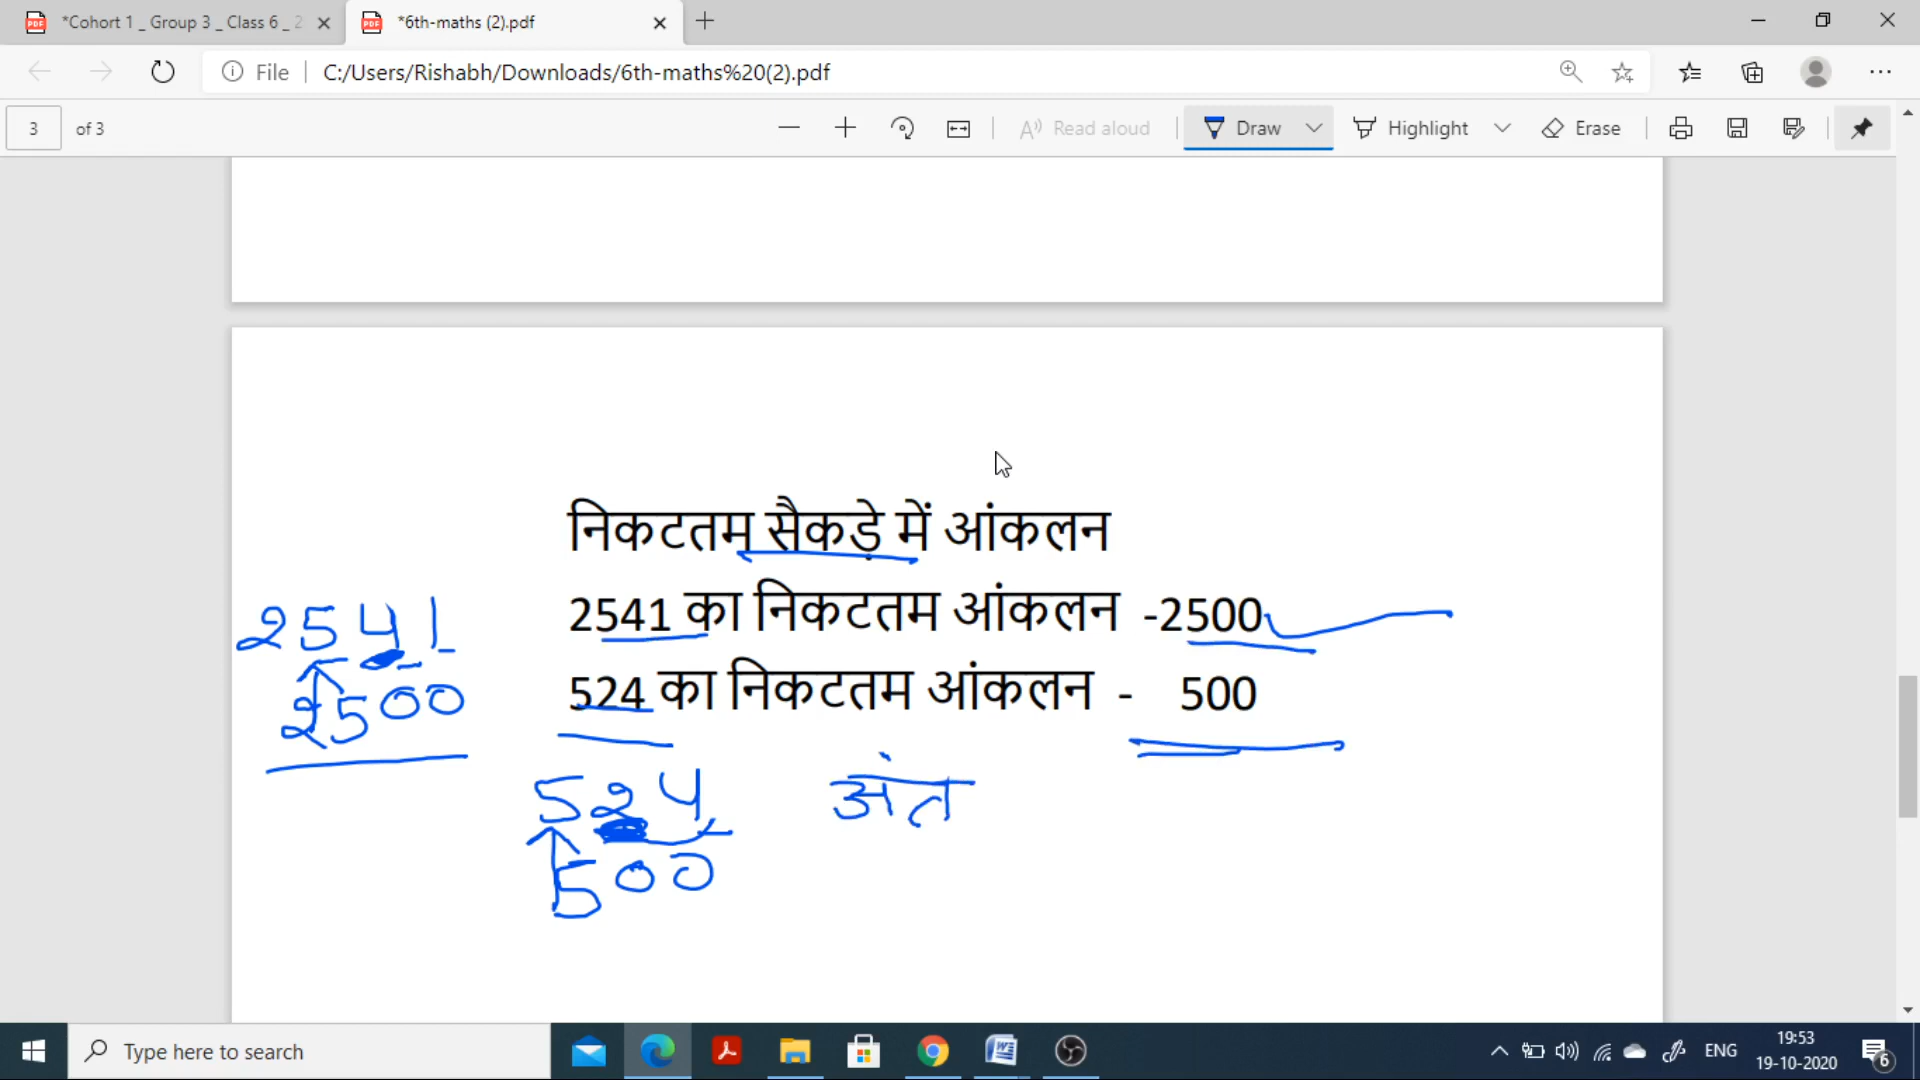 *Cohort 1 _ Group 3 _ Class 6 _ 2
*6th-maths (2).pdf
File
C:/Users/Rishabh/Downloads/6th-maths%20(2).pdf
3 of 3
Read aloud
Draw
Highlight
Erase
निकटतम सैकड़े में आंकलन
2541 का निकटतम आंकलन -2500
524 का निकटतम आंकलन - 500
2541
2500
524
500
अंत
Type here to search
ENG
19:53
19-10-2020
6